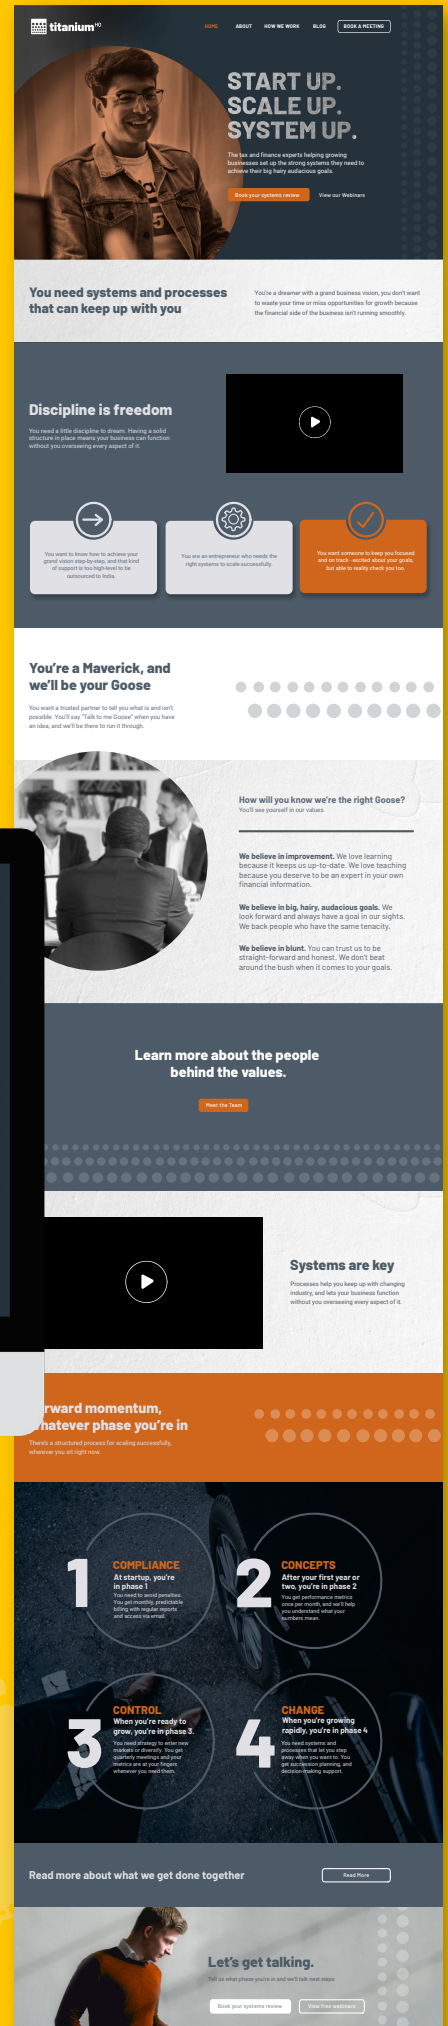 titanium HQ
HOME ABOUT HOW WE WORK BLOG BOOK A MEETING
START UP.
SCALE UP.
SYSTEM UP.
The tax and finance experts helping growing
businesses set up the strong systems they need to
achieve their big hairy audacious goals.
Book your systems review View our Webinars
You need systems and processes
that can keep up with you
You're a dreamer with a grand business vision, you don't want
to waste your time or miss opportunities for growth because
the financial side of the business isn't running smoothly.
Discipline is freedom
You need a little discipline to dream. Having a solid
structure in place means your business can function
without you overseeing every aspect of it.
You want to know how to achieve your
grand vision step-by-step, and that kind
of support is too high-level to be
outsourced to India.
You are an entrepreneur who needs the
right systems to scale successfully.
You want someone to keep you focused
and on track - excited about your goals,
but able to reality check you too.
You're a Maverick, and
we'll be your Goose
You want a trusted partner to tell you what is and isn't
possible. You'll say "Talk to me Goose" when you have
an idea, and we'll be there to run it through.
How will you know we're the right Goose?
You'll see yourself in our values.
We believe in improvement. We love learning
because it keeps us up-to-date. We love teaching
because you deserve to be an expert in your own
financial information.
We believe in big, hairy, audacious goals. We
look forward and always have a goal in our sights.
We back people who have the same tenacity.
We believe in blunt. You can trust us to be
straight-forward and honest. We don't beat
around the bush when it comes to your goals.
Learn more about the people
behind the values.
Meet the Team
Systems are key
Processes help you keep up with changing
industry, and lets your business function
without you overseeing every aspect of it.
rward momentum,
hatever phase you're in
There's a structured process for scaling successfully,
wherever you sit right now.
1
COMPLIANCE
At startup, you're
in phase 1
You need to avoid penalties.
You get monthly, predictable
billing with regular reports
and access via email.
2
CONCEPTS
After your first year or
two, you're in phase 2
You get performance metrics
once per month, and we'll help
you understand what your
numbers mean.
3
CONTROL
When you're ready to
grow, you're in phase 3.
You need strategy to enter new
markets or diversify. You get
quarterly meetings and your
metrics are at your fingers
whenever you need them.
4
CHANGE
When you're growing
rapidly, you're in phase 4
You need systems and
processes that let you step
away when you want to. You
get succession planning, and
decision-making support.
Read more about what we get done together
Read More
Let's get talking.
Tell us what phase you're in and we'll talk next steps
Book your systems review View free webinars